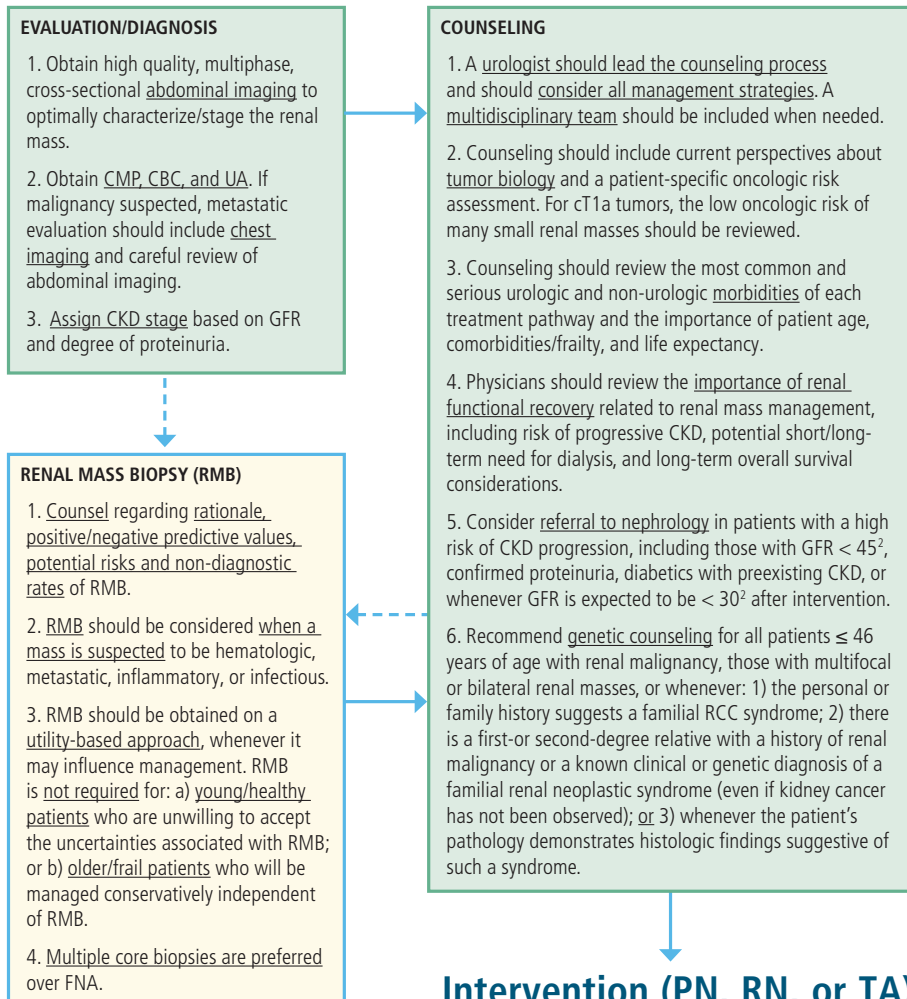 EVALUATION/DIAGNOSIS
1. Obtain high quality, multiphase,
cross-sectional abdominal imaging to
optimally characterize/stage the renal
mass.
2. Obtain CMP, CBC, and UA. If
malignancy suspected, metastatic
evaluation should include chest
imaging and careful review of
abdominal imaging.
3. Assign CKD stage based on GFR
and degree of proteinuria.
RENAL MASS BIOPSY (RMB)
1. Counsel regarding rationale,
positive/negative predictive values,
potential risks and non-diagnostic
rates of RMB.
2. RMB should be considered when a
mass is suspected to be hematologic,
metastatic, inflammatory, or infectious.
3. RMB should be obtained on a
utility-based approach, whenever it
may influence management. RMB
is not required for: a) young/healthy
patients who are unwilling to accept
the uncertainties associated with RMB;
or b) older/frail patients who will be
managed conservatively independent
of RMB.
4. Multiple core biopsies are preferred
over FNA.
COUNSELING
1. A urologist should lead the counseling process
and should consider all management strategies. A
multidisciplinary team should be included when needed.
2. Counseling should include current perspectives about
tumor biology and a patient-specific oncologic risk
assessment. For cT1a tumors, the low oncologic risk of
many small renal masses should be reviewed.
3. Counseling should review the most common and
serious urologic and non-urologic morbidities of each
treatment pathway and the importance of patient age,
comorbidities/frailty, and life expectancy.
4. Physicians should review the importance of renal
functional recovery related to renal mass management,
including risk of progressive CKD, potential short/long-
term need for dialysis, and long-term overall survival
considerations.
5. Consider referral to nephrology in patients with a high
risk of CKD progression, including those with GFR < 45²,
confirmed proteinuria, diabetics with preexisting CKD, or
whenever GFR is expected to be < 30² after intervention.
6. Recommend genetic counseling for all patients ≤ 46
years of age with renal malignancy, those with multifocal
or bilateral renal masses, or whenever: 1) the personal or
family history suggests a familial RCC syndrome; 2) there
is a first-or second-degree relative with a history of renal
malignancy or a known clinical or genetic diagnosis of a
familial renal neoplastic syndrome (even if kidney cancer
has not been observed); or 3) whenever the patient's
pathology demonstrates histologic findings suggestive of
such a syndrome.
Intervention (PN, RN, or TA)